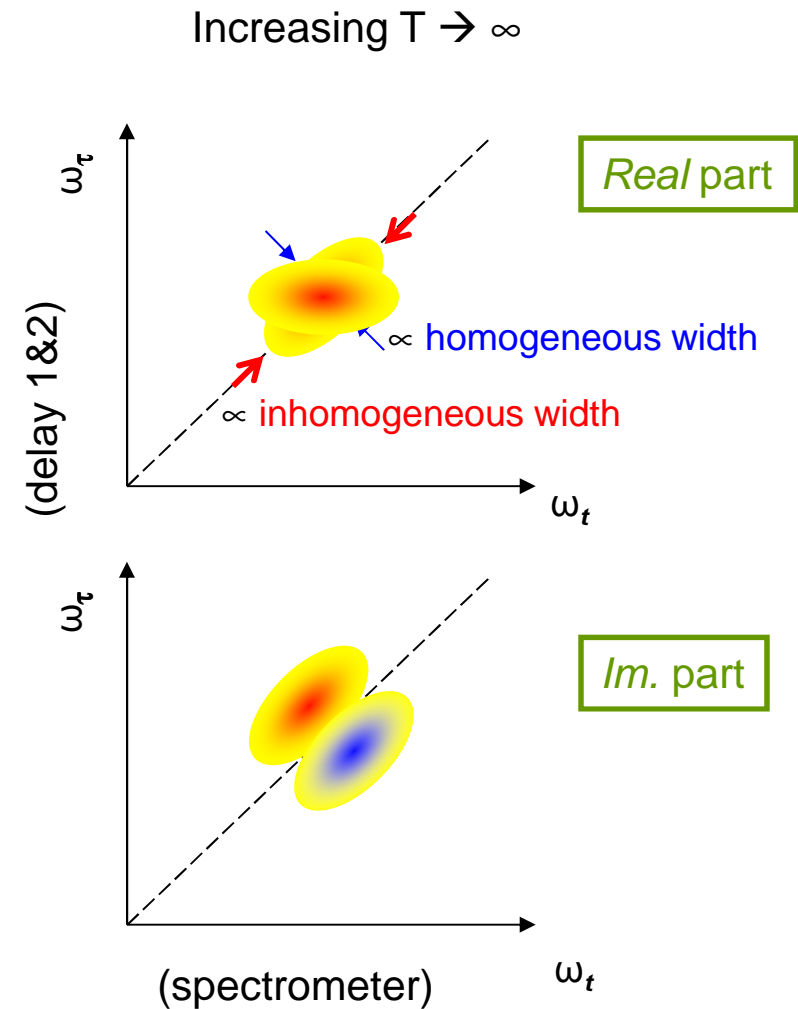 Increasing T → ∞
ω𝛕
Real part
(delay 1&2)
∝ homogeneous width
∝ inhomogeneous width
ωt
ω𝛕
Im. part
(spectrometer)
ωt